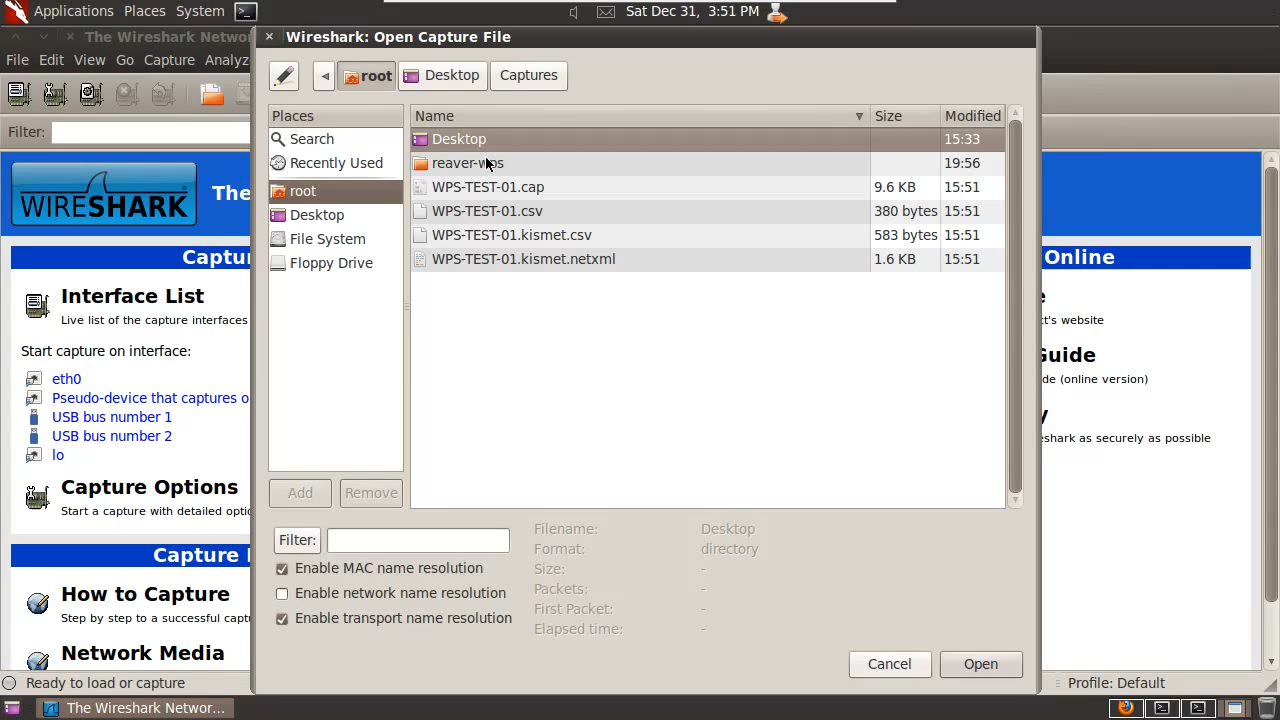 Applications Places System
Sat Dec 31, 3:51 PM
The Wireshark Networ
Wireshark: Open Capture File
File Edit View Go Capture Analyz
root Desktop Captures
Filter:
Places
Search
Recently Used
root
Desktop
File System
Floppy Drive
Add Remove
Name Size Modified
Desktop 15:33
reaver-wps 19:56
WPS-TEST-01.cap 9.6 KB 15:51
WPS-TEST-01.csv 380 bytes 15:51
WPS-TEST-01.kismet.csv 583 bytes 15:51
WPS-TEST-01.kismet.netxml 1.6 KB 15:51
Filter:
Enable MAC name resolution
Enable network name resolution
Enable transport name resolution
Filename: Desktop
Format: directory
Size: -
Packets: -
First Packet: -
Elapsed time: -
Cancel Open
WIRESHARK
The
Captu
Interface List
Live list of the capture interfaces
Start capture on interface:
eth0
Pseudo-device that captures o
USB bus number 1
USB bus number 2
lo
Capture Options
Start a capture with detailed optio
Capture
How to Capture
Step by step to a successful captu
Network Media
Online
e
ct's website
Guide
de (online version)
y
eshark as securely as possible
Ready to load or capture
Profile: Default
The Wireshark Networ...